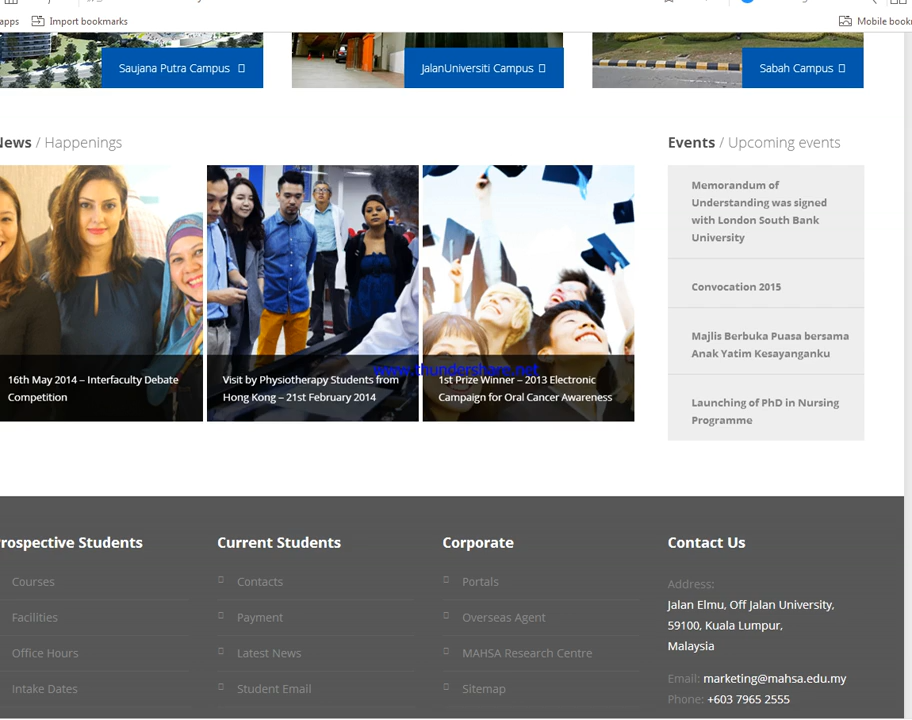 apps
Import bookmarks
Saujana Putra Campus
JalanUniversiti Campus
Sabah Campus
News / Happenings
Events / Upcoming events
16th May 2014 – Interfaculty Debate
Competition
Visit by Physiotherapy Students from
Hong Kong – 21st February 2014
www.thundershare.net
1st Prize Winner – 2013 Electronic
Campaign for Oral Cancer Awareness
Memorandum of
Understanding was signed
with London South Bank
University
Convocation 2015
Majlis Berbuka Puasa bersama
Anak Yatim Kesayanganku
Launching of PhD in Nursing
Programme
rospective Students
Courses
Facilities
Office Hours
Intake Dates
Current Students
Contacts
Payment
Latest News
Student Email
Corporate
Portals
Overseas Agent
MAHSA Research Centre
Sitemap
Contact Us
Address:
Jalan Elmu, Off Jalan University,
59100, Kuala Lumpur,
Malaysia
Email: marketing@mahsa.edu.my
Phone: +603 7965 2555